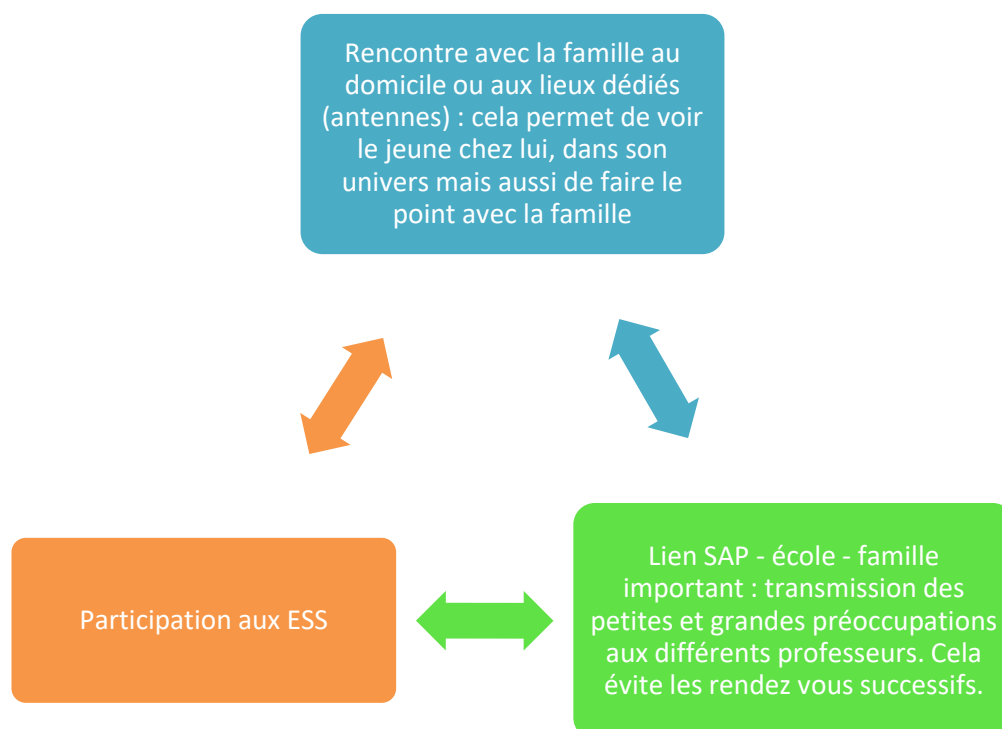 Rencontre avec la famille au
domicile ou aux lieux dédiés
(antennes) : cela permet de voir
le jeune chez lui, dans son
univers mais aussi de faire le
point avec la famille
Participation aux ESS
Lien SAP - école - famille
important : transmission des
petites et grandes préoccupations
aux différents professeurs. Cela
évite les rendez vous successifs.